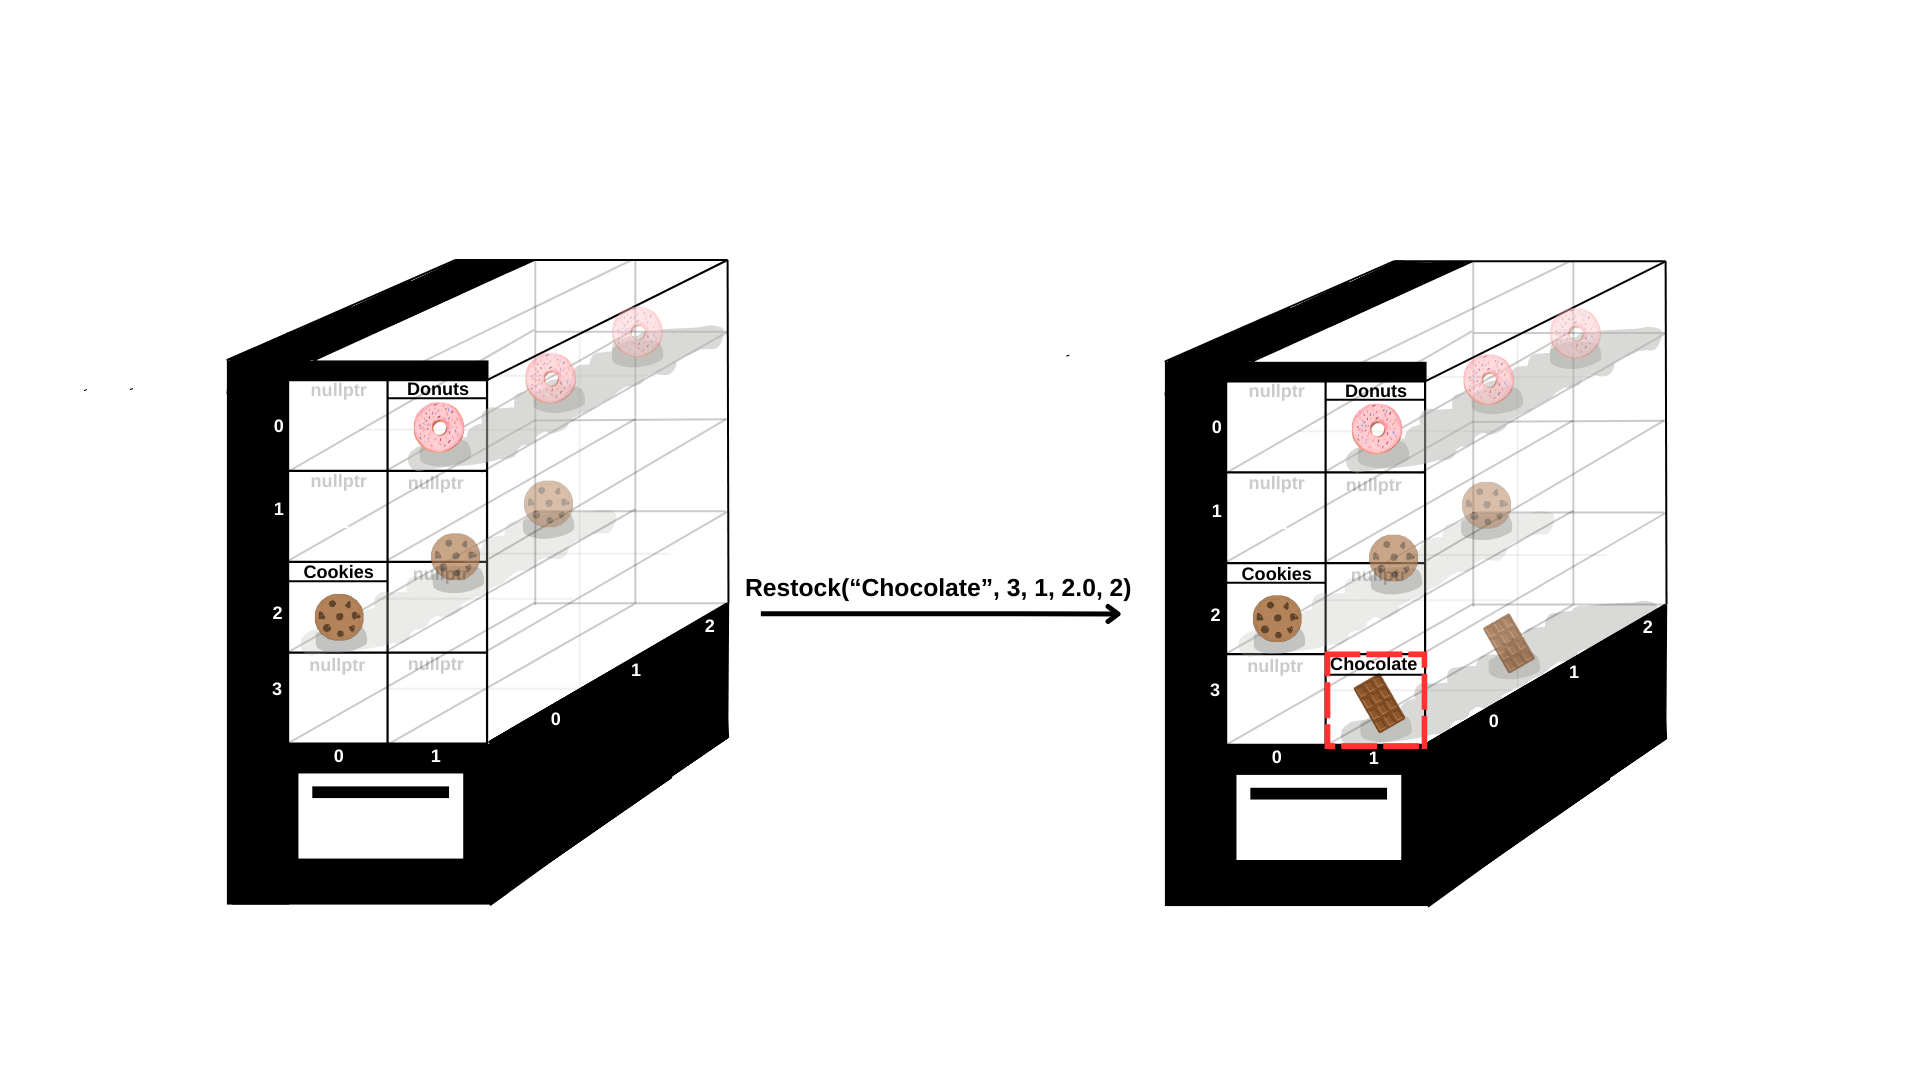 nullptr Donuts
0
nullptr nullptr
1
Cookies nullptr
2
nullptr nullptr
3
0 1
0
1
2
Restock(“Chocolate”, 3, 1, 2.0, 2)
nullptr Donuts
0
nullptr nullptr
1
Cookies nullptr
2
nullptr Chocolate
3
0 1
0
1
2